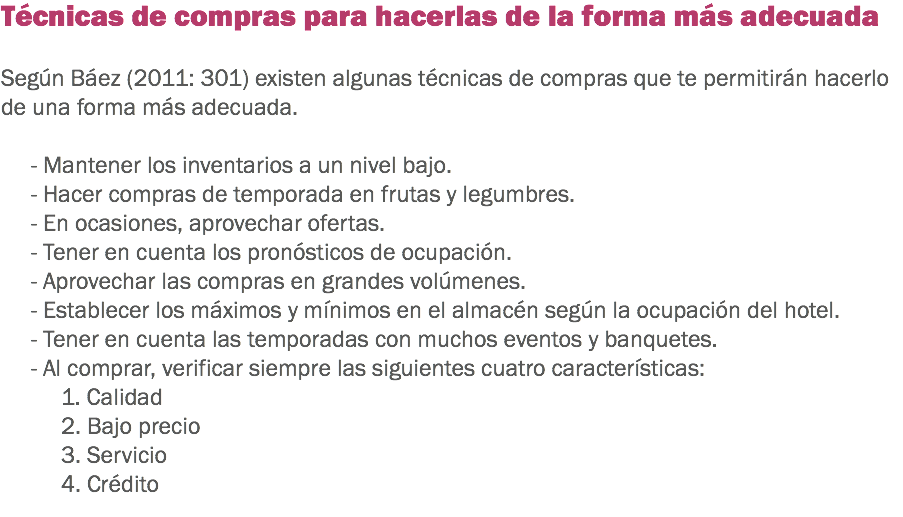 Técnicas de compras para hacerlas de la forma más adecuada
Según Báez (2011: 301) existen algunas técnicas de compras que te permitirán hacerlo
de una forma más adecuada.
- Mantener los inventarios a un nivel bajo.
- Hacer compras de temporada en frutas y legumbres.
- En ocasiones, aprovechar ofertas.
- Tener en cuenta los pronósticos de ocupación.
- Aprovechar las compras en grandes volúmenes.
- Establecer los máximos y mínimos en el almacén según la ocupación del hotel.
- Tener en cuenta las temporadas con muchos eventos y banquetes.
- Al comprar, verificar siempre las siguientes cuatro características:
1. Calidad
2. Bajo precio
3. Servicio
4. Crédito